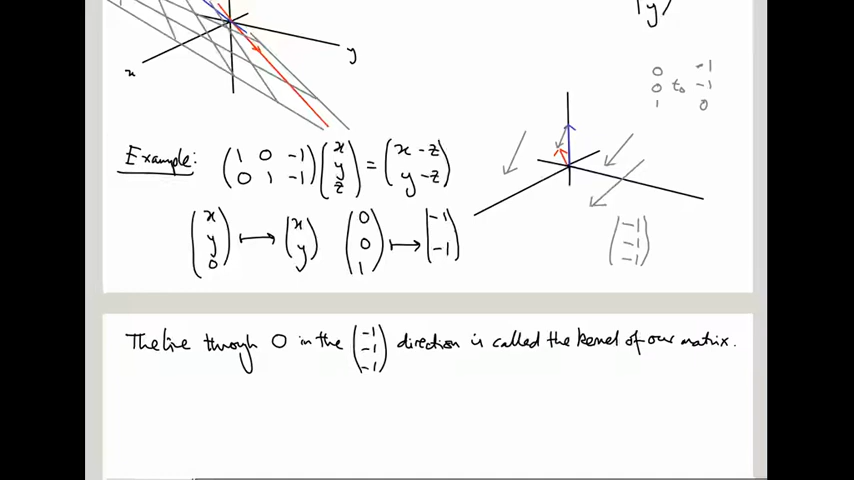 y
x
y
0 -1
0 to -1
1 0
Example: (1 0 -1 / 0 1 -1) (x / y / z) = (x - z / y - z)
(x / y / 0) ↦ (x / y) (0 / 0 / 1) ↦ (-1 / -1)
(-1 / -1 / -1)
The line through 0 in the (-1 / -1 / -1) direction is called the kernel of our matrix.